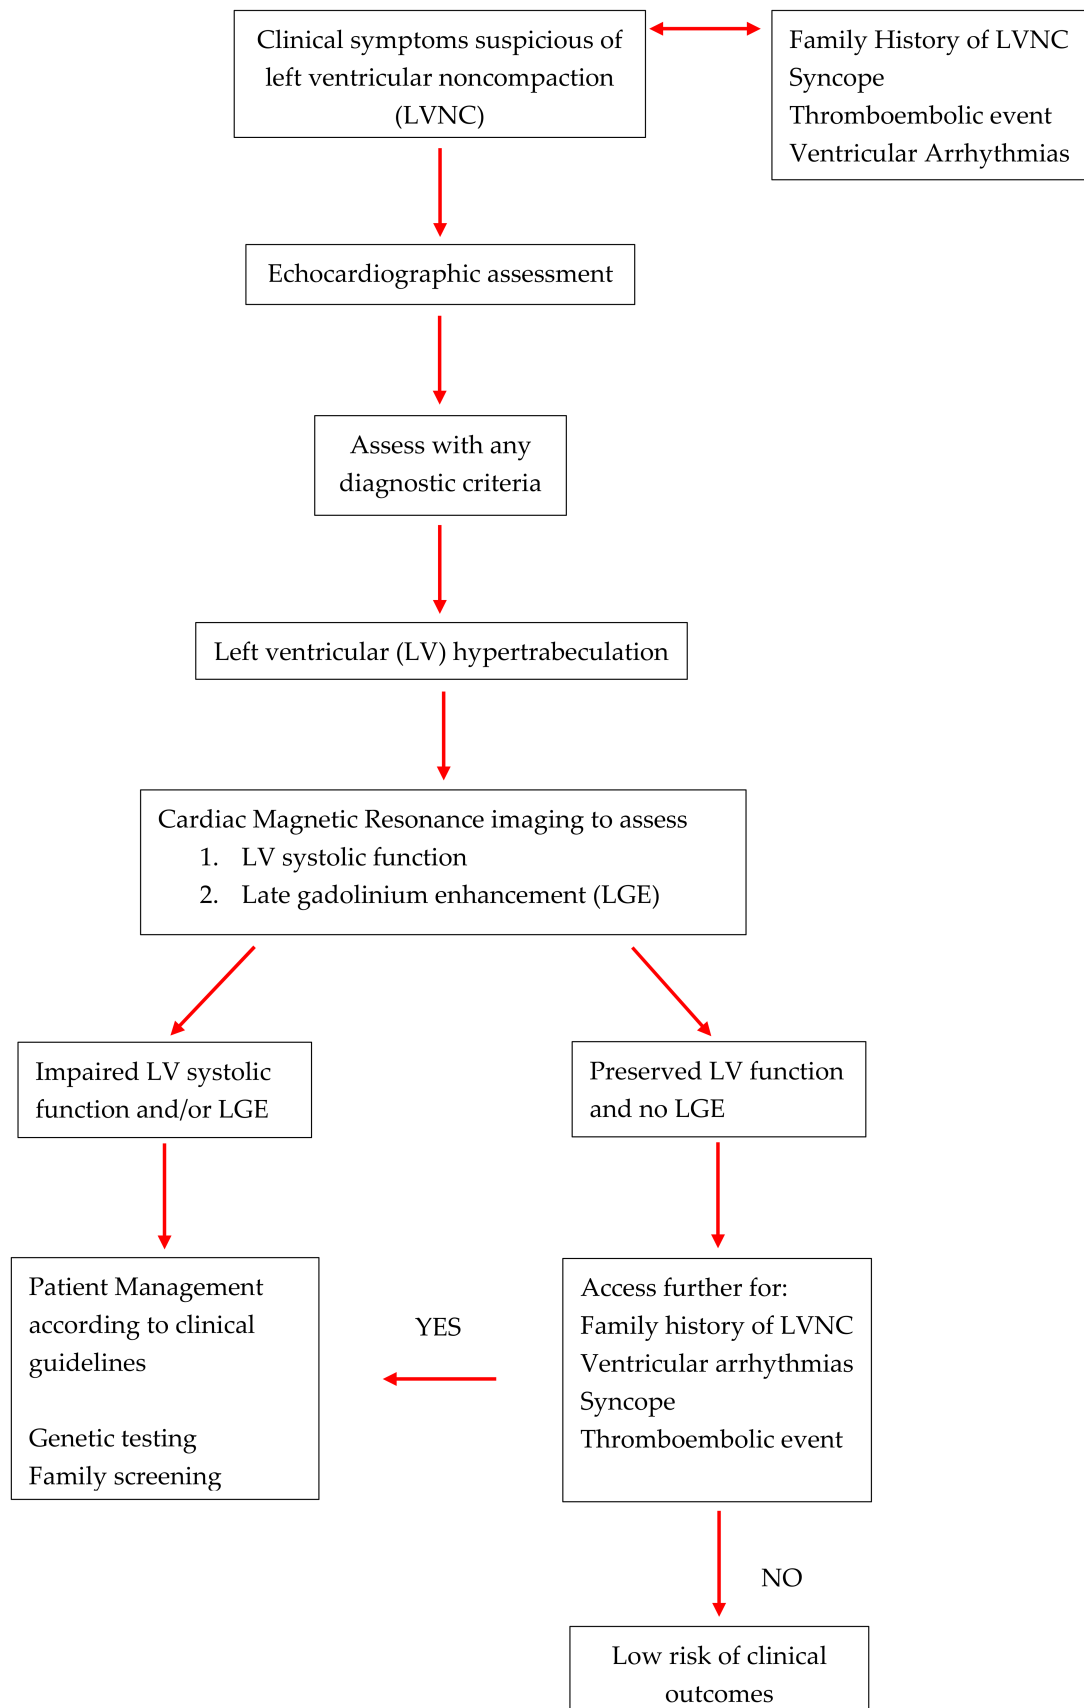 Clinical symptoms suspicious of
left ventricular noncompaction
(LVNC)
Family History of LVNC
Syncope
Thromboembolic event
Ventricular Arrhythmias
Echocardiographic assessment
Assess with any
diagnostic criteria
Left ventricular (LV) hypertrabeculation
Cardiac Magnetic Resonance imaging to assess
1. LV systolic function
2. Late gadolinium enhancement (LGE)
Impaired LV systolic
function and/or LGE
Preserved LV function
and no LGE
Patient Management
according to clinical
guidelines
Genetic testing
Family screening
YES
Access further for:
Family history of LVNC
Ventricular arrhythmias
Syncope
Thromboembolic event
NO
Low risk of clinical
outcomes